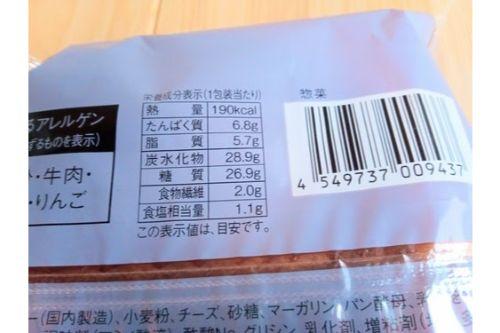 栄養成分表示(1包装当たり)
熱量 190kcal
たんぱく質 6.8g
脂質 5.7g
炭水化物 28.9g
糖質 26.9g
食物繊維 2.0g
食塩相当量 1.1g
この表示値は、目安です。
惣菜
4 549737 009437
るアレルゲン
するものを表示)
・牛肉・
・りんご
ー(国内製造)、小麦粉、チーズ、砂糖、マーガリン、パン酵母、乳
グリシン、乳化剤、増粘剤